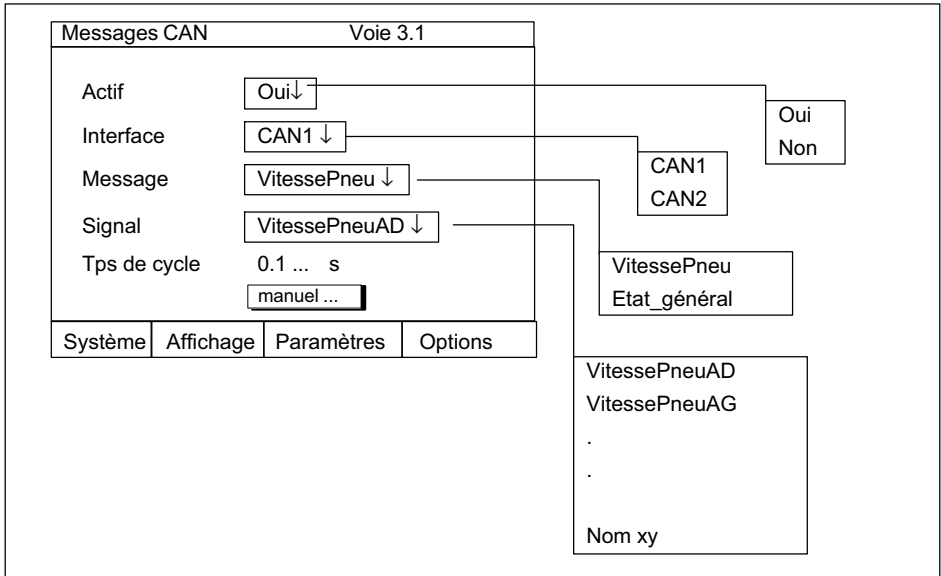 Messages CAN Voie 3.1
Actif Oui↓
Interface CAN1 ↓
Message VitessePneu ↓
Signal VitessePneuAD ↓
Tps de cycle 0.1 ... s
manuel ...
Système Affichage Paramètres Options
Oui
Non
CAN1
CAN2
VitessePneu
Etat_général
VitessePneuAD
VitessePneuAG
.
.
Nom xy